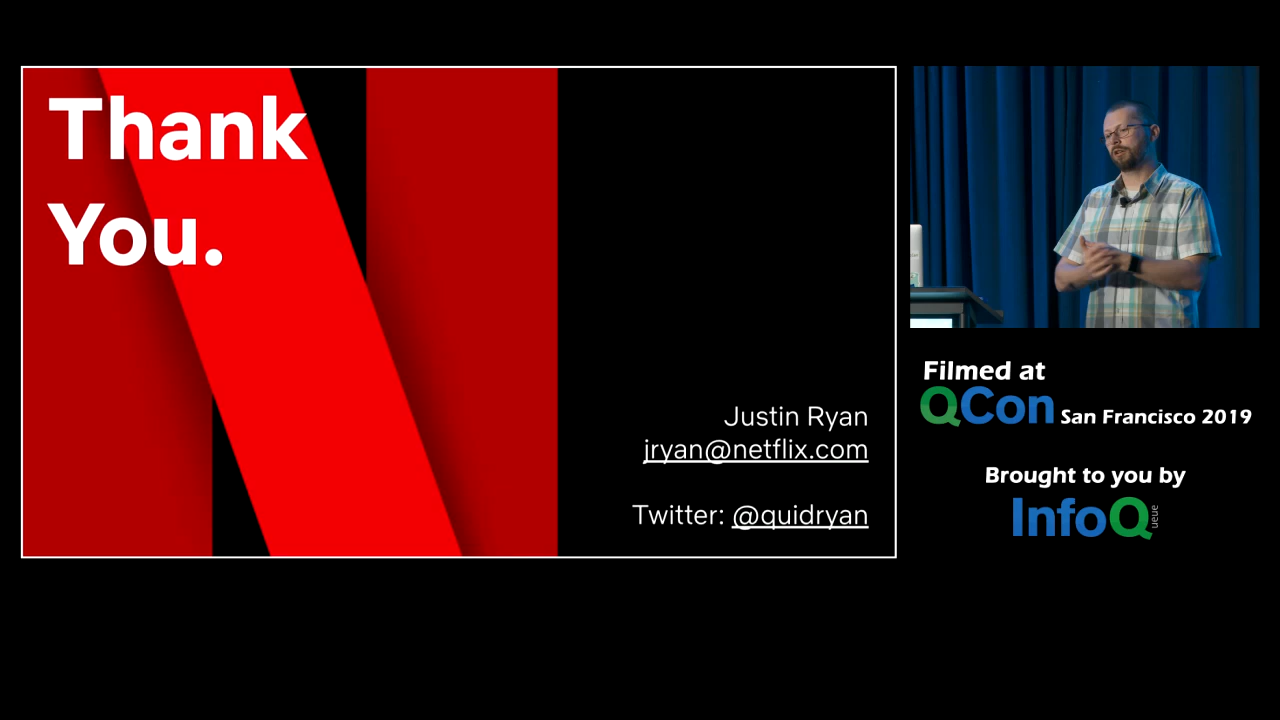 Thank
You.
Justin Ryan
jryan@netflix.com
Twitter: @quidryan
Filmed at
QCon San Francisco 2019
Brought to you by
InfoQ
ueue